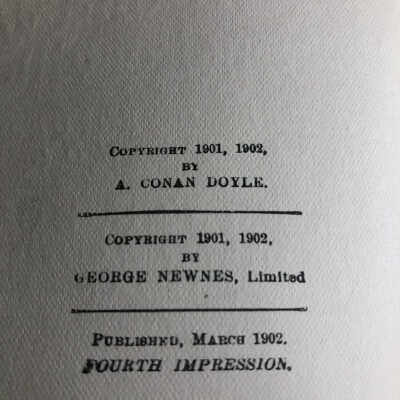 COPYRIGHT 1901, 1902,
BY
A. CONAN DOYLE.
COPYRIGHT 1901, 1902,
BY
GEORGE NEWNES, Limited
PUBLISHED, MARCH 1902.
FOURTH IMPRESSION.